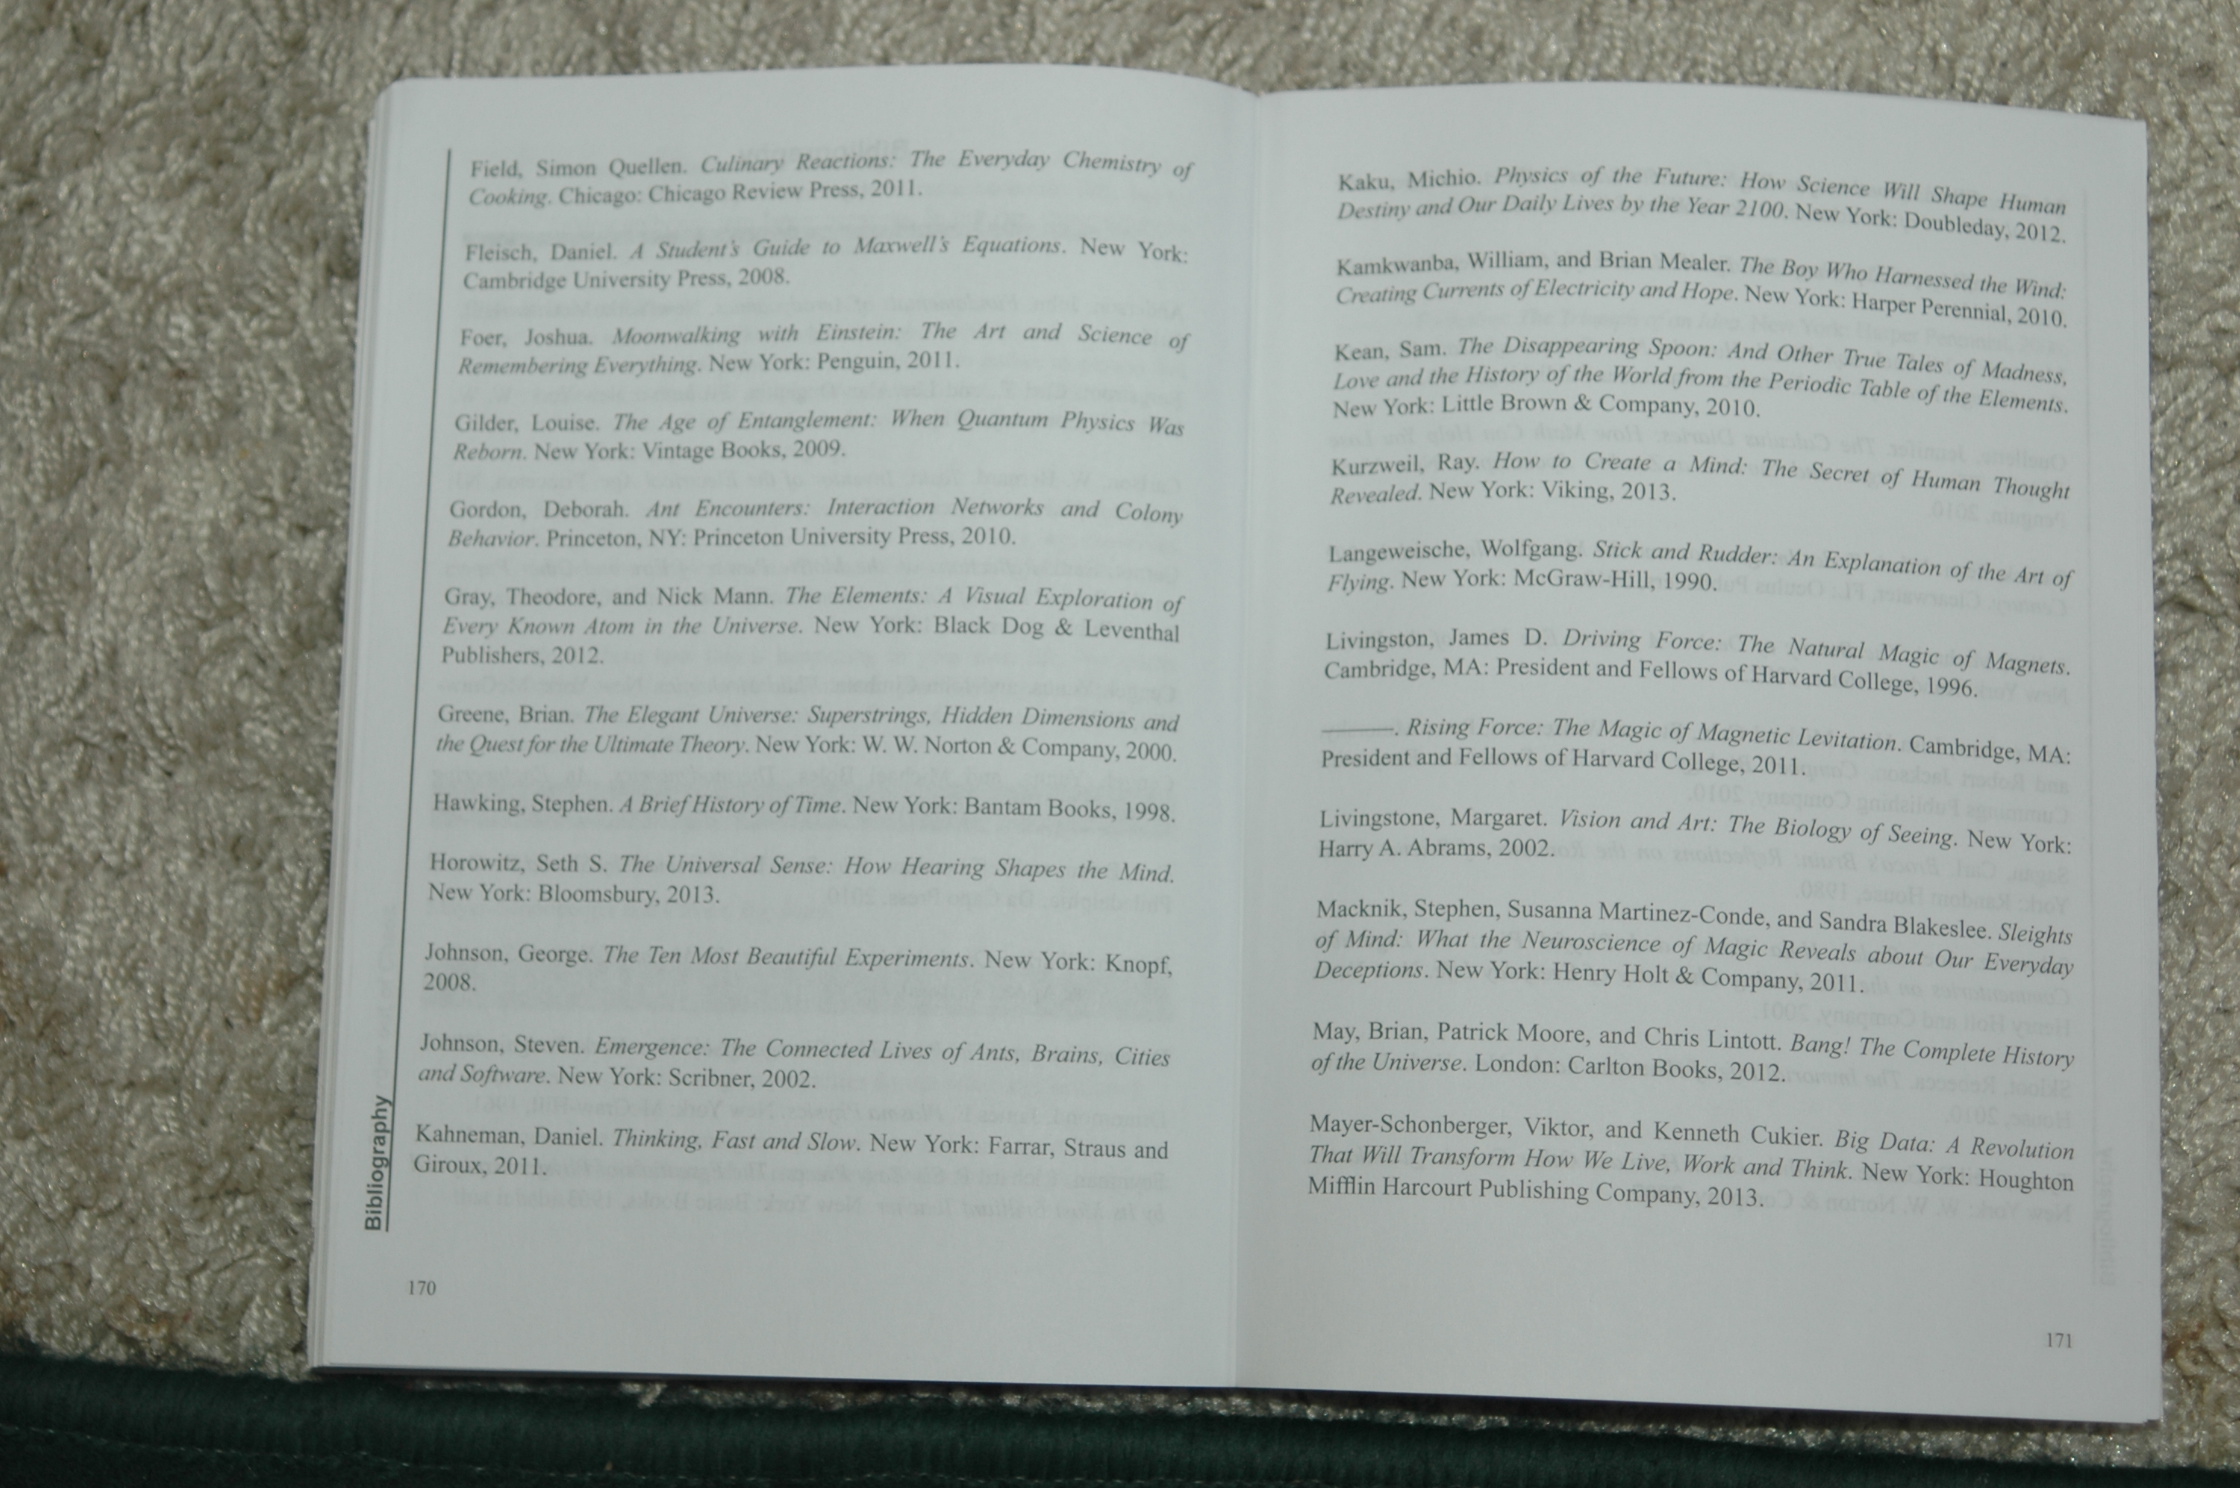 Bibliography
Field, Simon Quellen. Culinary Reactions: The Everyday Chemistry of
Cooking. Chicago: Chicago Review Press, 2011.
Fleisch, Daniel. A Student's Guide to Maxwell's Equations. New York:
Cambridge University Press, 2008.
Foer, Joshua. Moonwalking with Einstein: The Art and Science of
Remembering Everything. New York: Penguin, 2011.
Gilder, Louise. The Age of Entanglement: When Quantum Physics Was
Reborn. New York: Vintage Books, 2009.
Gordon, Deborah. Ant Encounters: Interaction Networks and Colony
Behavior. Princeton, NY: Princeton University Press, 2010.
Gray, Theodore, and Nick Mann. The Elements: A Visual Exploration of
Every Known Atom in the Universe. New York: Black Dog & Leventhal
Publishers, 2012.
Greene, Brian. The Elegant Universe: Superstrings, Hidden Dimensions and
the Quest for the Ultimate Theory. New York: W. W. Norton & Company, 2000.
Hawking, Stephen. A Brief History of Time. New York: Bantam Books, 1998.
Horowitz, Seth S. The Universal Sense: How Hearing Shapes the Mind.
New York: Bloomsbury, 2013.
Johnson, George. The Ten Most Beautiful Experiments. New York: Knopf,
2008.
Johnson, Steven. Emergence: The Connected Lives of Ants, Brains, Cities
and Software. New York: Scribner, 2002.
Kahneman, Daniel. Thinking, Fast and Slow. New York: Farrar, Straus and
Giroux, 2011.
170
Kaku, Michio. Physics of the Future: How Science Will Shape Human
Destiny and Our Daily Lives by the Year 2100. New York: Doubleday, 2012.
Kamkwanba, William, and Brian Mealer. The Boy Who Harnessed the Wind:
Creating Currents of Electricity and Hope. New York: Harper Perennial, 2010.
Kean, Sam. The Disappearing Spoon: And Other True Tales of Madness,
Love and the History of the World from the Periodic Table of the Elements.
New York: Little Brown & Company, 2010.
Kurzweil, Ray. How to Create a Mind: The Secret of Human Thought
Revealed. New York: Viking, 2013.
Langeweische, Wolfgang. Stick and Rudder: An Explanation of the Art of
Flying. New York: McGraw-Hill, 1990.
Livingston, James D. Driving Force: The Natural Magic of Magnets.
Cambridge, MA: President and Fellows of Harvard College, 1996.
———. Rising Force: The Magic of Magnetic Levitation. Cambridge, MA:
President and Fellows of Harvard College, 2011.
Livingstone, Margaret. Vision and Art: The Biology of Seeing. New York:
Harry A. Abrams, 2002.
Macknik, Stephen, Susanna Martinez-Conde, and Sandra Blakeslee. Sleights
of Mind: What the Neuroscience of Magic Reveals about Our Everyday
Deceptions. New York: Henry Holt & Company, 2011.
May, Brian, Patrick Moore, and Chris Lintott. Bang! The Complete History
of the Universe. London: Carlton Books, 2012.
Mayer-Schonberger, Viktor, and Kenneth Cukier. Big Data: A Revolution
That Will Transform How We Live, Work and Think. New York: Houghton
Mifflin Harcourt Publishing Company, 2013.
171